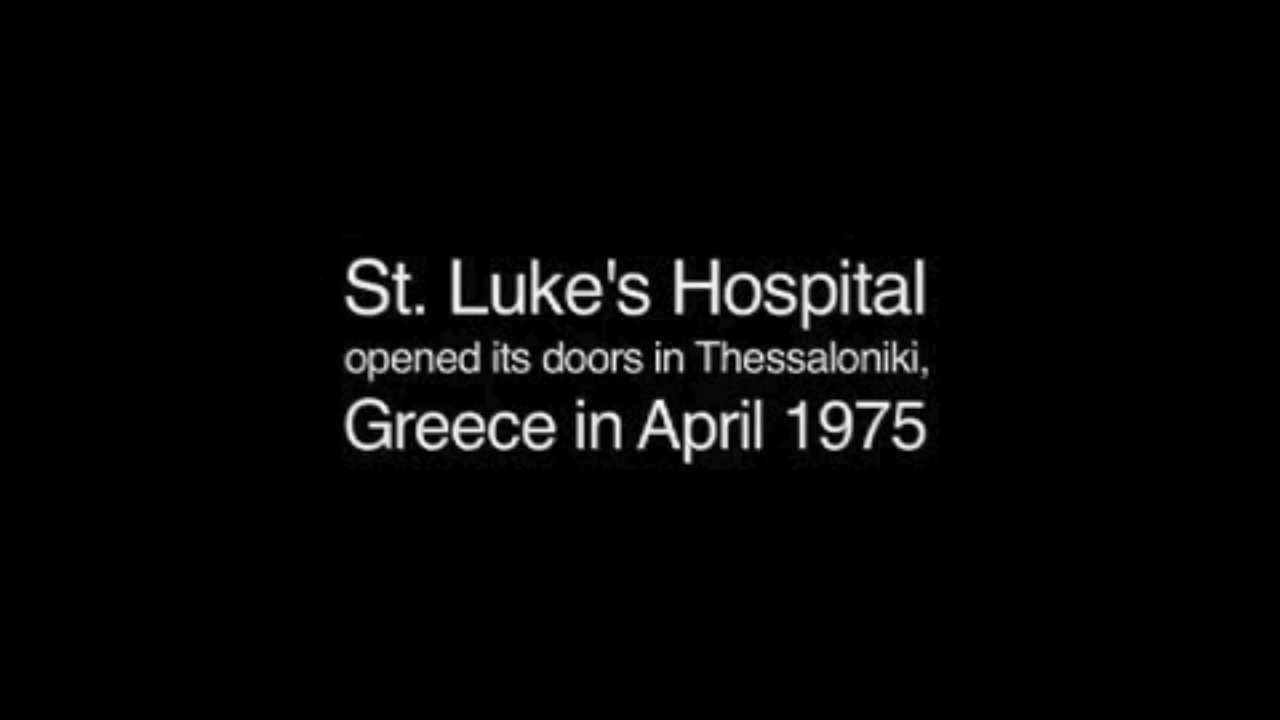 St. Luke's Hospital
opened its doors in Thessaloniki,
Greece in April 1975